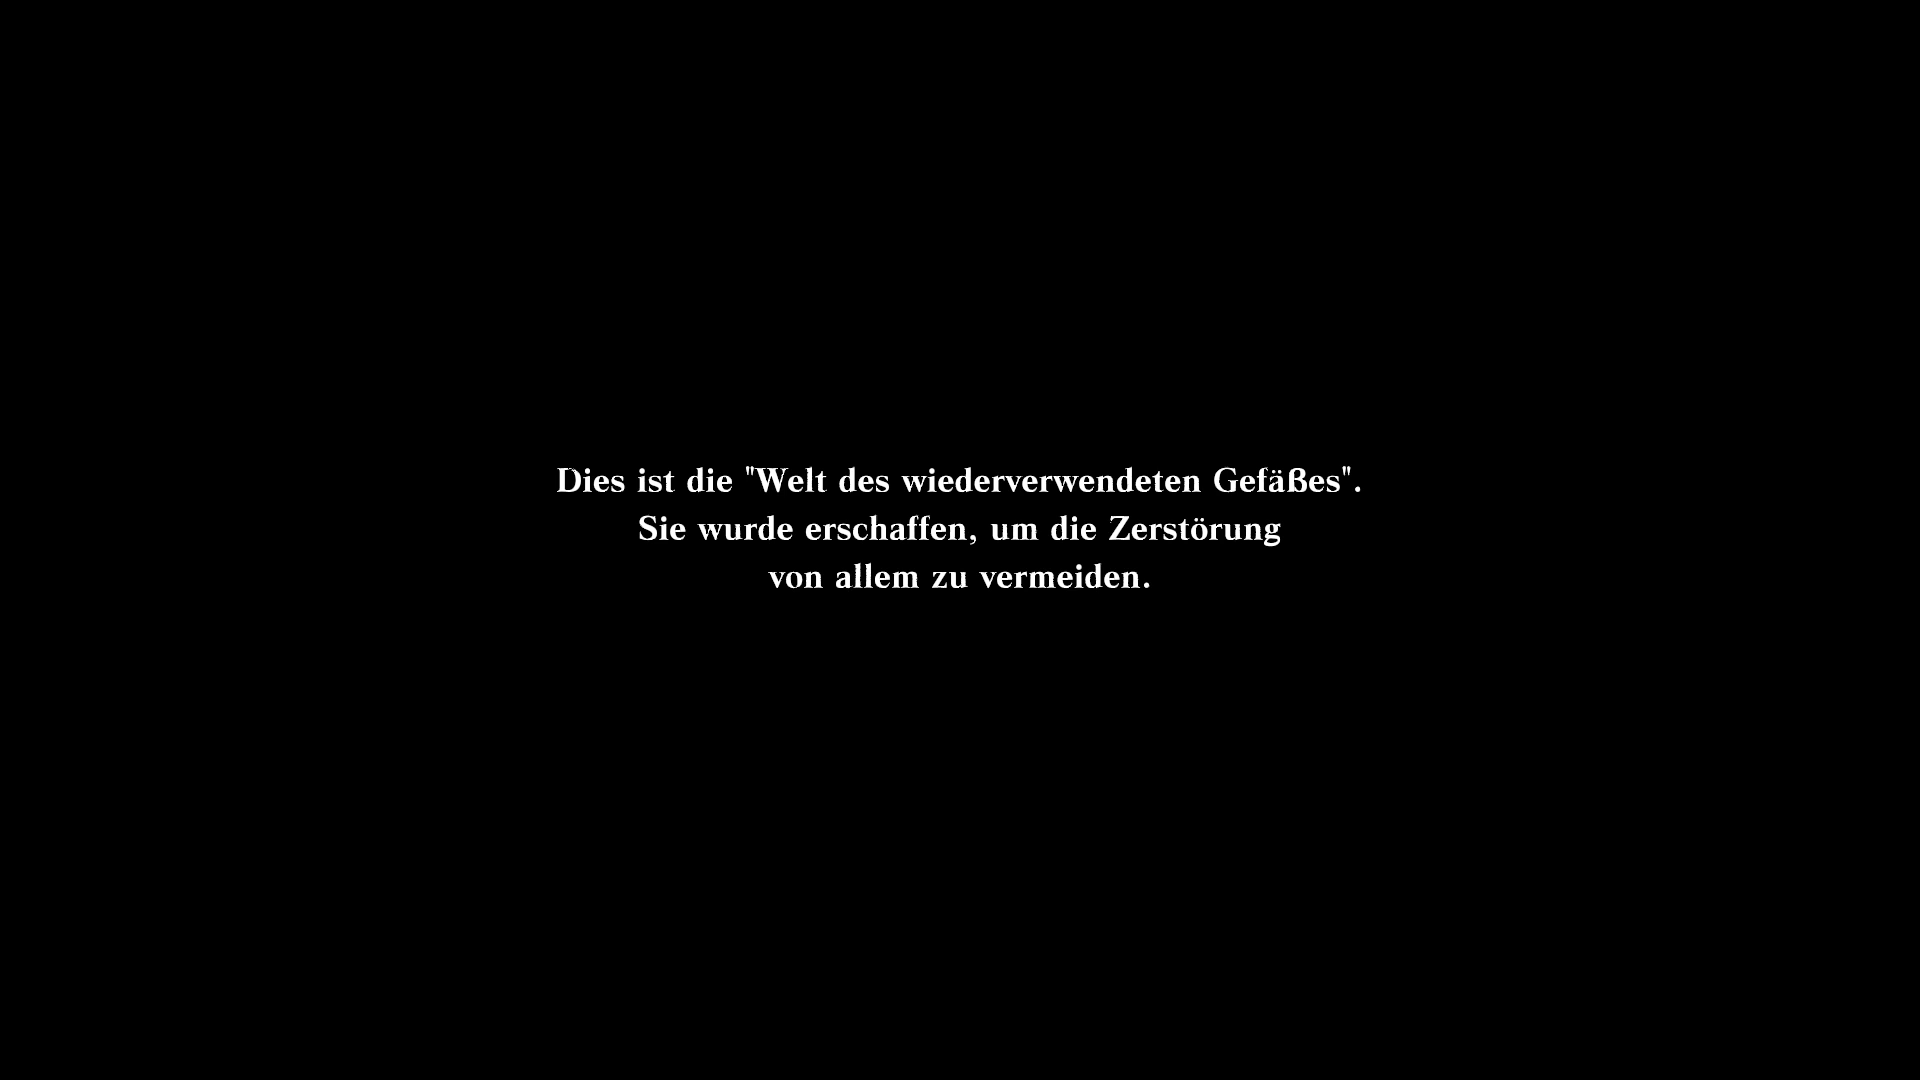 Dies ist die "Welt des wiederverwendeten Gefäßes".
Sie wurde erschaffen, um die Zerstörung
von allem zu vermeiden.